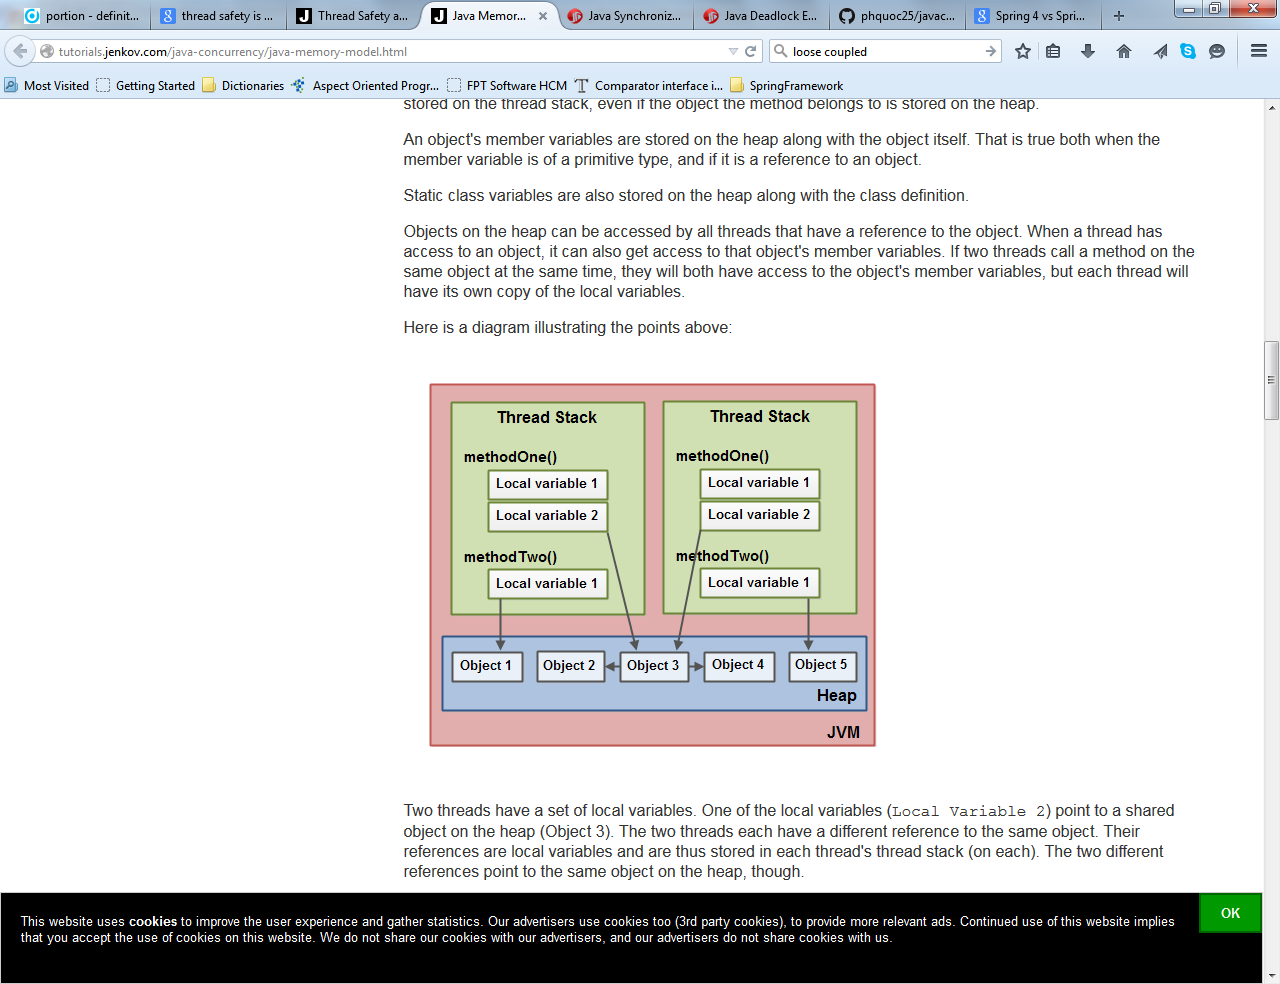 portion - definit...
thread safety is ...
Thread Safety a...
Java Memor...
Java Synchroniz...
Java Deadlock E...
phquoc25/javac...
Spring 4 vs Spri...
tutorials.jenkov.com/java-concurrency/java-memory-model.html
loose coupled
Most Visited
Getting Started
Dictionaries
Aspect Oriented Progr...
FPT Software HCM
Comparator interface i...
SpringFramework
stored on the thread stack, even if the object the method belongs to is stored on the heap.
An object's member variables are stored on the heap along with the object itself. That is true both when the
member variable is of a primitive type, and if it is a reference to an object.
Static class variables are also stored on the heap along with the class definition.
Objects on the heap can be accessed by all threads that have a reference to the object. When a thread has
access to an object, it can also get access to that object's member variables. If two threads call a method on the
same object at the same time, they will both have access to the object's member variables, but each thread will
have its own copy of the local variables.
Here is a diagram illustrating the points above:
Thread Stack
methodOne()
Local variable 1
Local variable 2
methodTwo()
Local variable 1
Thread Stack
methodOne()
Local variable 1
Local variable 2
methodTwo()
Local variable 1
Object 1
Object 2
Object 3
Object 4
Object 5
Heap
JVM
Two threads have a set of local variables. One of the local variables (Local Variable 2) point to a shared
object on the heap (Object 3). The two threads each have a different reference to the same object. Their
references are local variables and are thus stored in each thread's thread stack (on each). The two different
references point to the same object on the heap, though.
This website uses cookies to improve the user experience and gather statistics. Our advertisers use cookies too (3rd party cookies), to provide more relevant ads. Continued use of this website implies
that you accept the use of cookies on this website. We do not share our cookies with our advertisers, and our advertisers do not share cookies with us.
OK